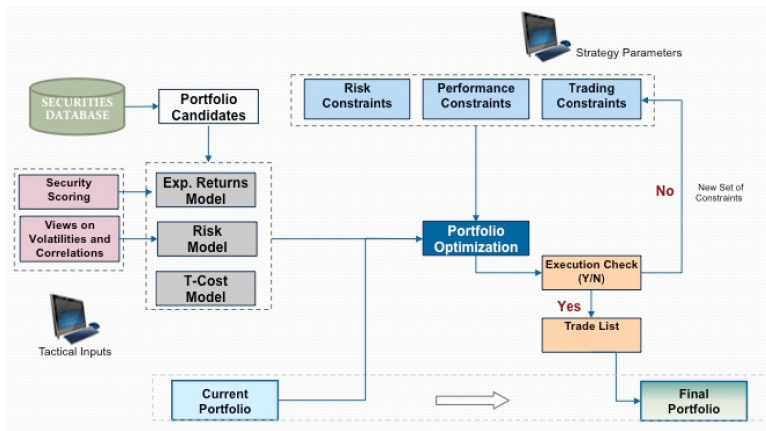 Strategy Parameters
SECURITIES
DATABASE
Portfolio
Candidates
Risk
Constraints
Performance
Constraints
Trading
Constraints
Security
Scoring
Views on
Volatilities and
Correlations
Exp. Returns
Model
Risk
Model
T-Cost
Model
Portfolio
Optimization
No
New Set of
Constraints
Execution Check
(Y/N)
Yes
Trade List
Tactical Inputs
Current
Portfolio
Final
Portfolio